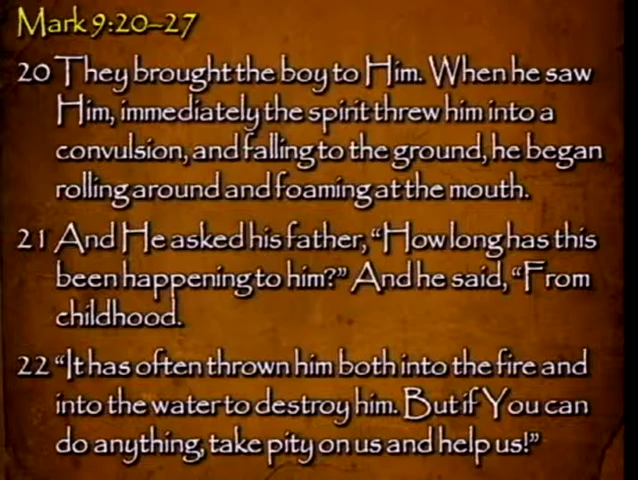 Mark 9:20–27
20 They brought the boy to Him. When he saw
Him, immediately the spirit threw him into a
convulsion, and falling to the ground, he began
rolling around and foaming at the mouth.
21 And He asked his father, “How long has this
been happening to him?” And he said, “From
childhood.
22 “It has often thrown him both into the fire and
into the water to destroy him. But if You can
do anything, take pity on us and help us!”